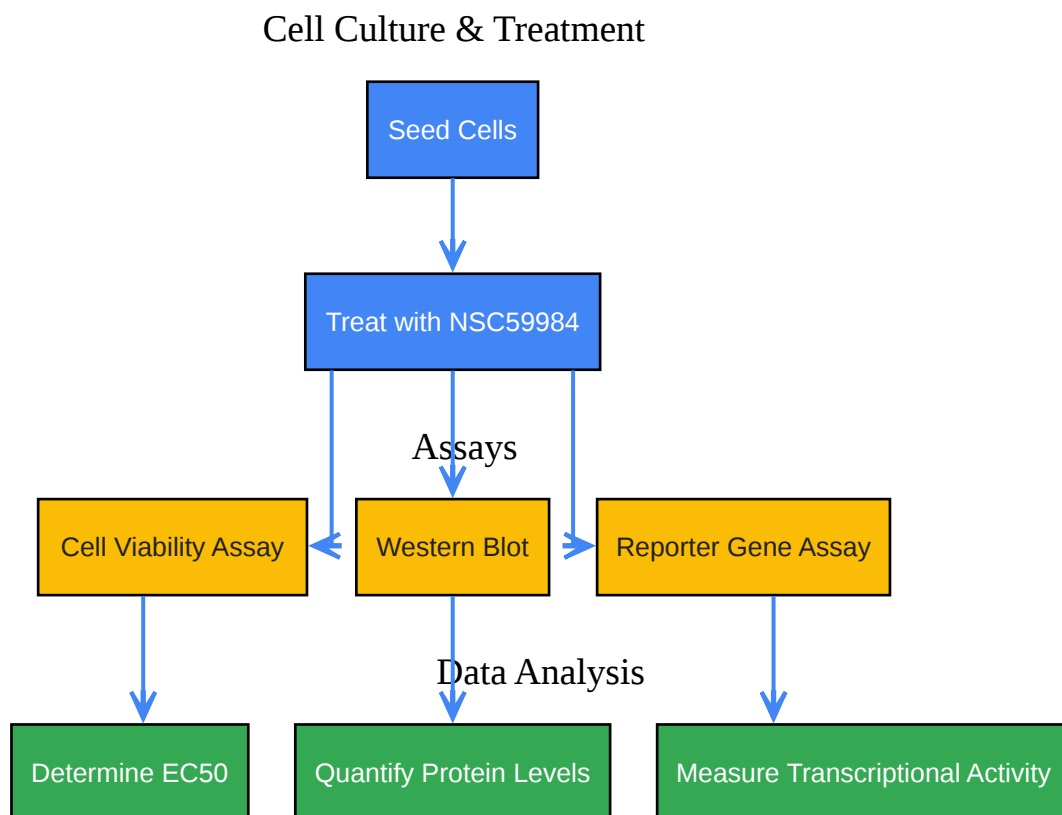 Cell Culture & Treatment
Seed Cells
Treat with NSC59984
Assays
Cell Viability Assay
Western Blot
Reporter Gene Assay
Data Analysis
Determine EC50
Quantify Protein Levels
Measure Transcriptional Activity